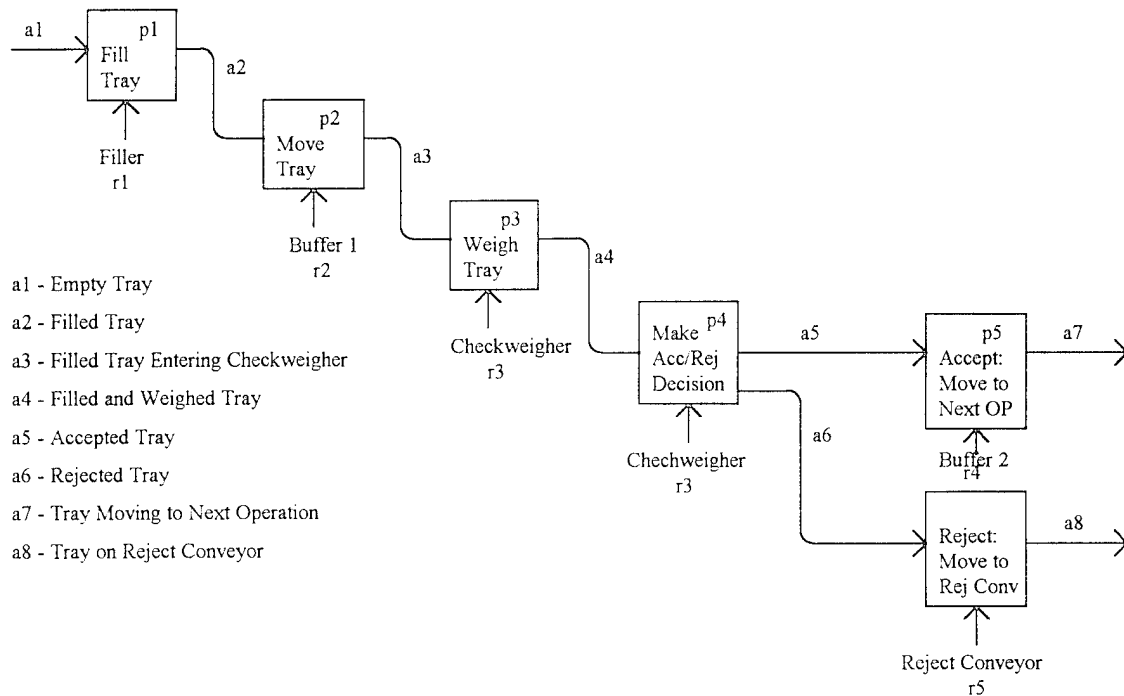 a1
p1
Fill
Tray
a2
Filler
r1
p2
Move
Tray
a3
Buffer 1
r2
p3
Weigh
Tray
a4
Checkweigher
r3
p4
Make
Acc/Rej
Decision
Chechweigher
r3
a5
a6
p5
Accept:
Move to
Next OP
a7
Buffer 2
r4
Reject:
Move to
Rej Conv
a8
Reject Conveyor
r5
a1 - Empty Tray
a2 - Filled Tray
a3 - Filled Tray Entering Checkweigher
a4 - Filled and Weighed Tray
a5 - Accepted Tray
a6 - Rejected Tray
a7 - Tray Moving to Next Operation
a8 - Tray on Reject Conveyor